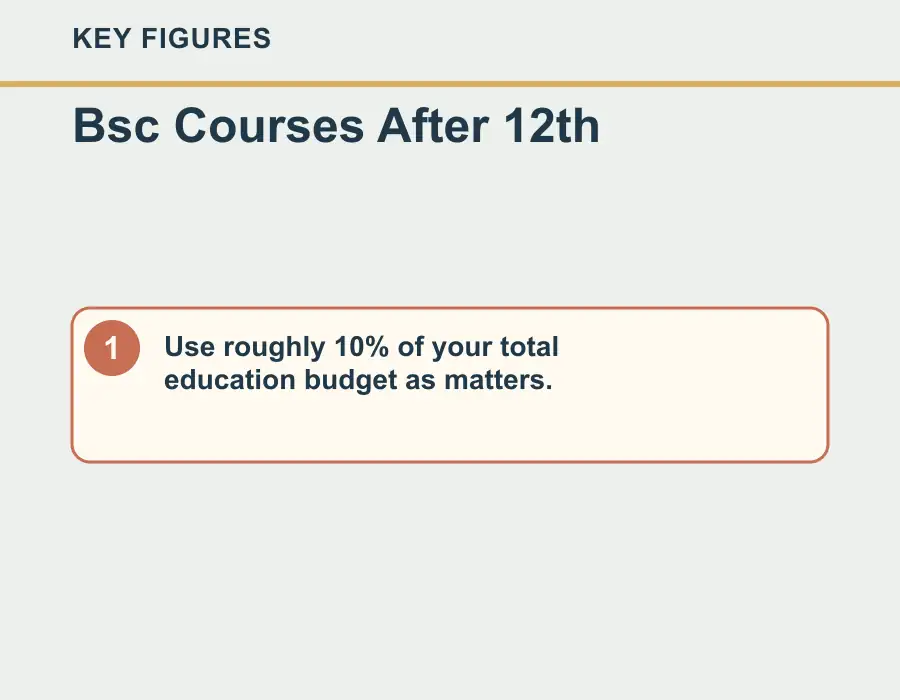 KEY FIGURES
Bsc Courses After 12th
1
Use roughly 10% of your total
education budget as matters.